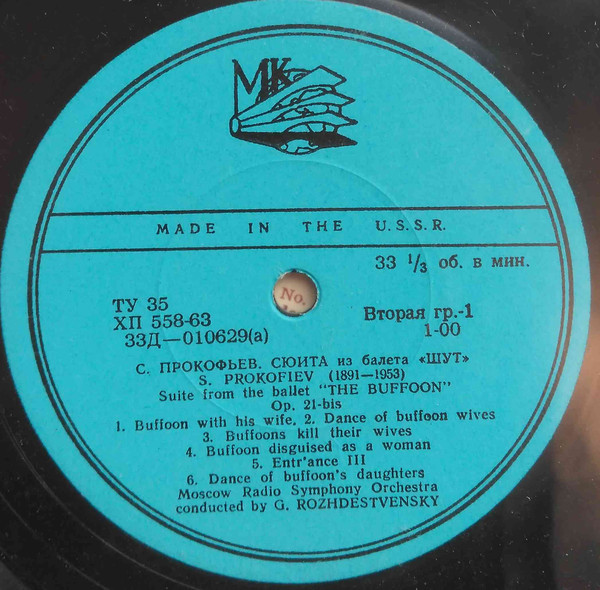 МК
MADE IN THE U.S.S.R.
33 1/3 об. в мин.
ТУ 35
ХП 558-63
33Д—010629(а)
No.
Вторая гр.-1
1-00
С. ПРОКОФЬЕВ. СЮИТА из балета «ШУТ»
S. PROKOFIEV (1891—1953)
Suite from the ballet "THE BUFFOON"
Op. 21-bis
1. Buffoon with his wife. 2. Dance of buffoon wives
3. Buffoons kill their wives
4. Buffoon disguised as a woman
5. Entr'ance III
6. Dance of buffoon's daughters
Moscow Radio Symphony Orchestra
conducted by G. ROZHDESTVENSKY